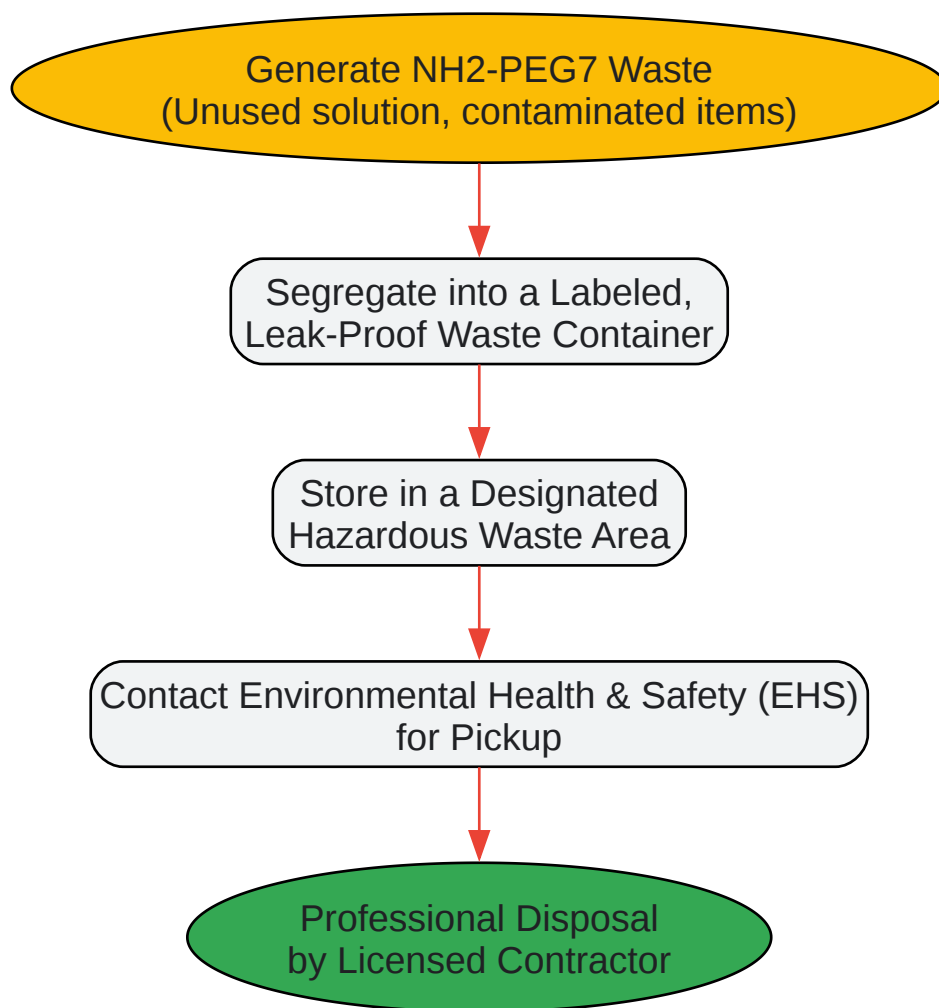 Generate NH2-PEG7 Waste
(Unused solution, contaminated items)
Segregate into a Labeled,
Leak-Proof Waste Container
Store in a Designated
Hazardous Waste Area
Contact Environmental Health & Safety (EHS)
for Pickup
Professional Disposal
by Licensed Contractor